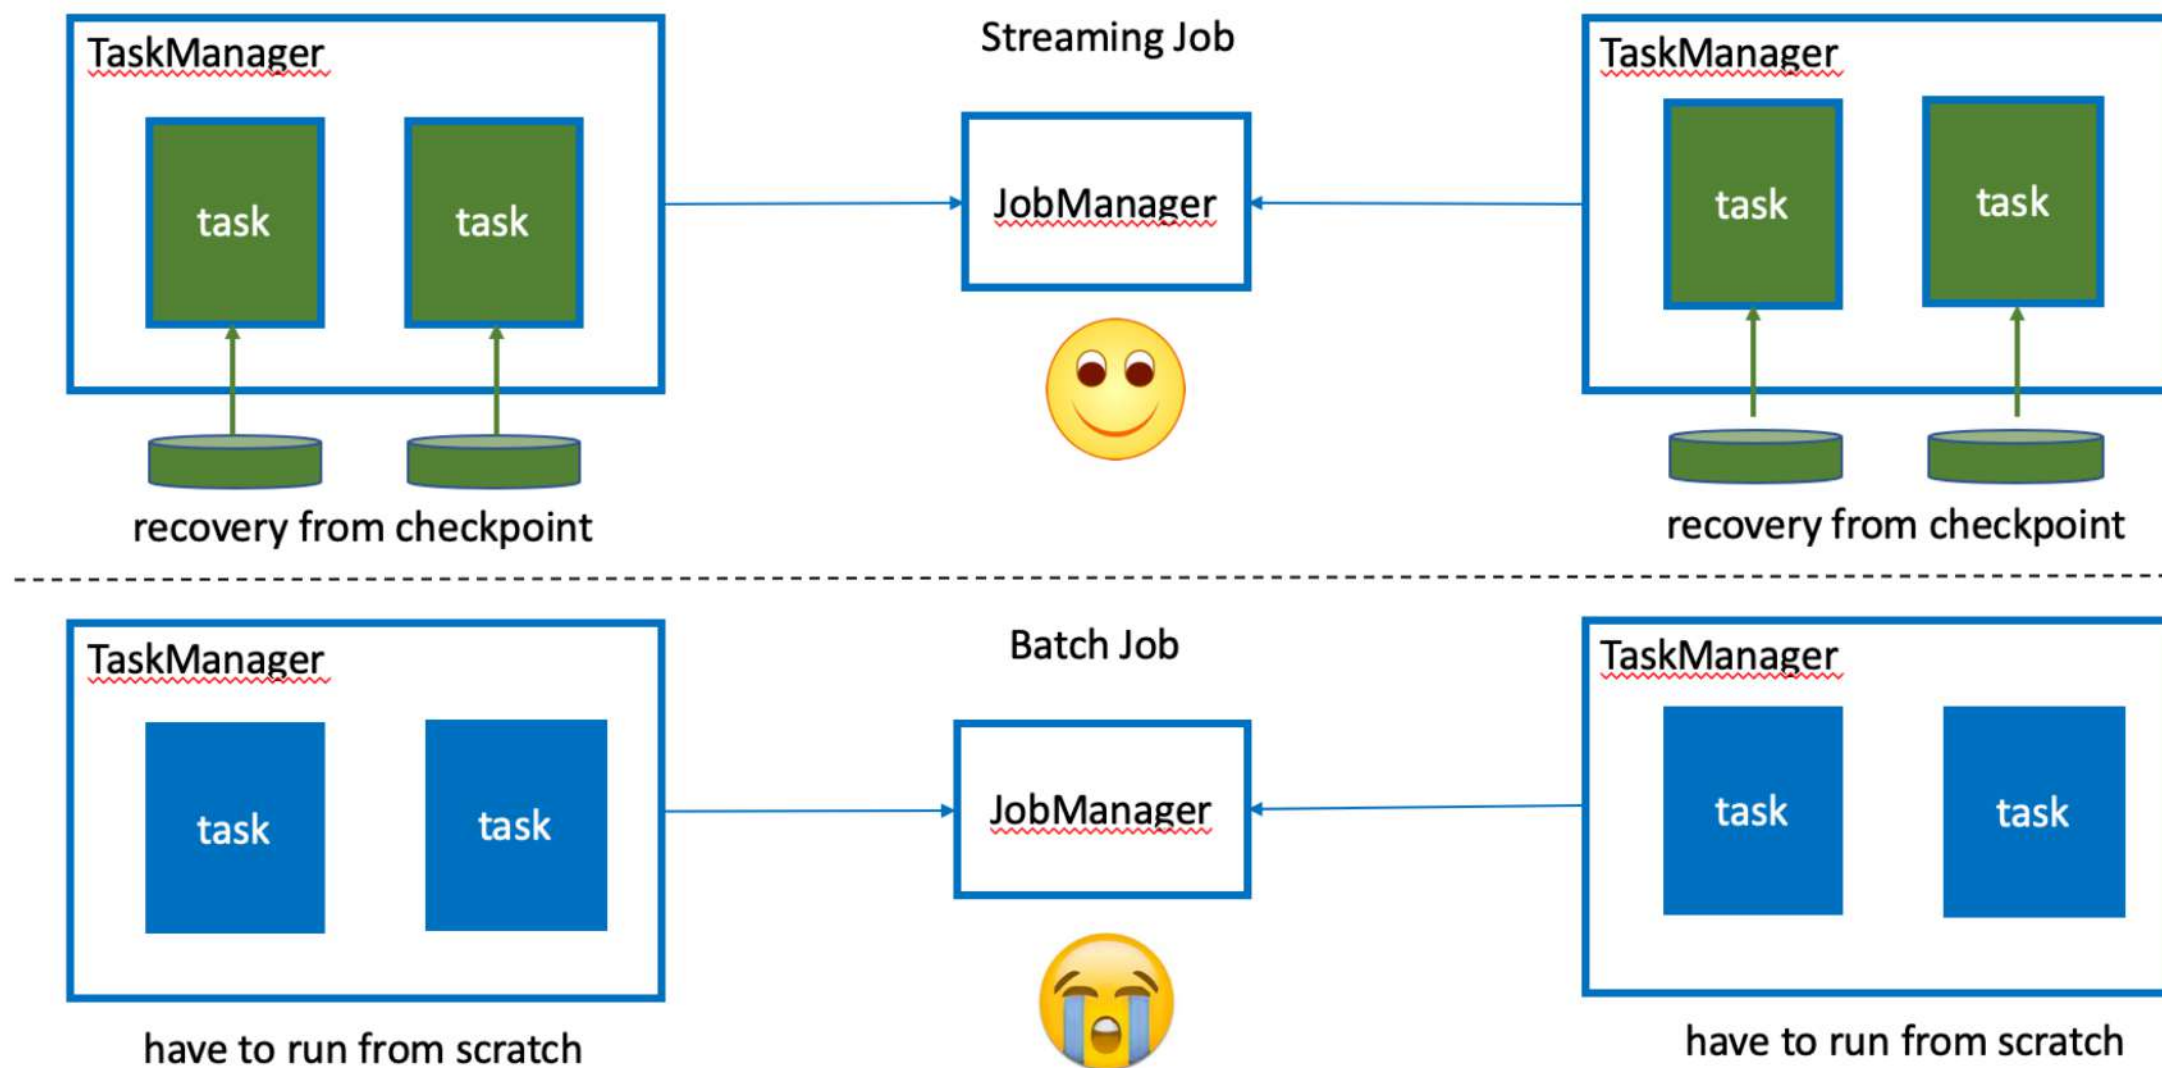 TaskManager
Streaming Job
TaskManager
task
task
JobManager
task
task
recovery from checkpoint
recovery from checkpoint
TaskManager
Batch Job
TaskManager
task
task
JobManager
task
task
have to run from scratch
have to run from scratch